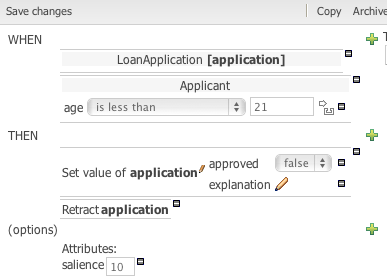 Save changes Copy Archive
WHEN
LoanApplication [application]
Applicant
age is less than 21
THEN
Set value of application approved false
explanation
Retract application
(options)
Attributes:
salience 10